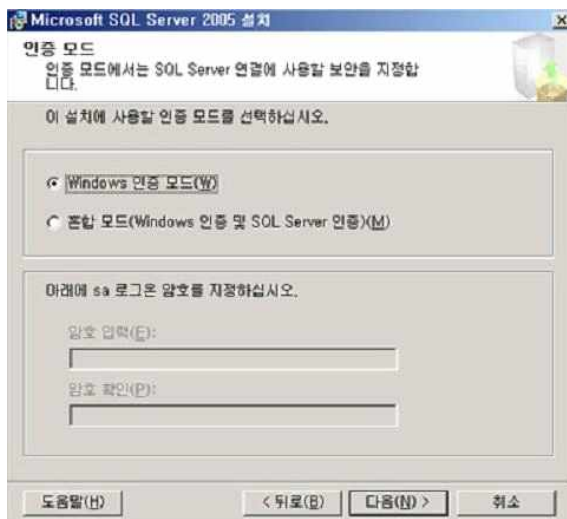 Microsoft SQL Server 2005 설치
인증 모드
인증 모드에서는 SQL Server 연결에 사용할 보안을 지정합
니다.
이 설치에 사용할 인증 모드를 선택하십시오.
Windows 인증 모드(W)
혼합 모드(Windows 인증 및 SQL Server 인증)(M)
아래에 sa 로그온 암호를 지정하십시오.
암호 입력(E):
암호 확인(P):
도움말(H)
< 뒤로(B)
다음(N) >
취소